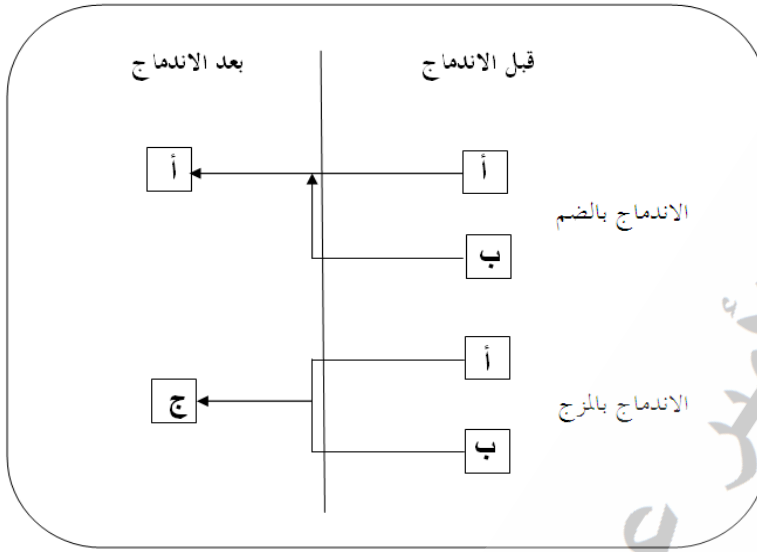 قبل الاندماج
بعد الاندماج
أ
أ
الاندماج بالضم
ب
أ
الاندماج بالمزج
ج
ب